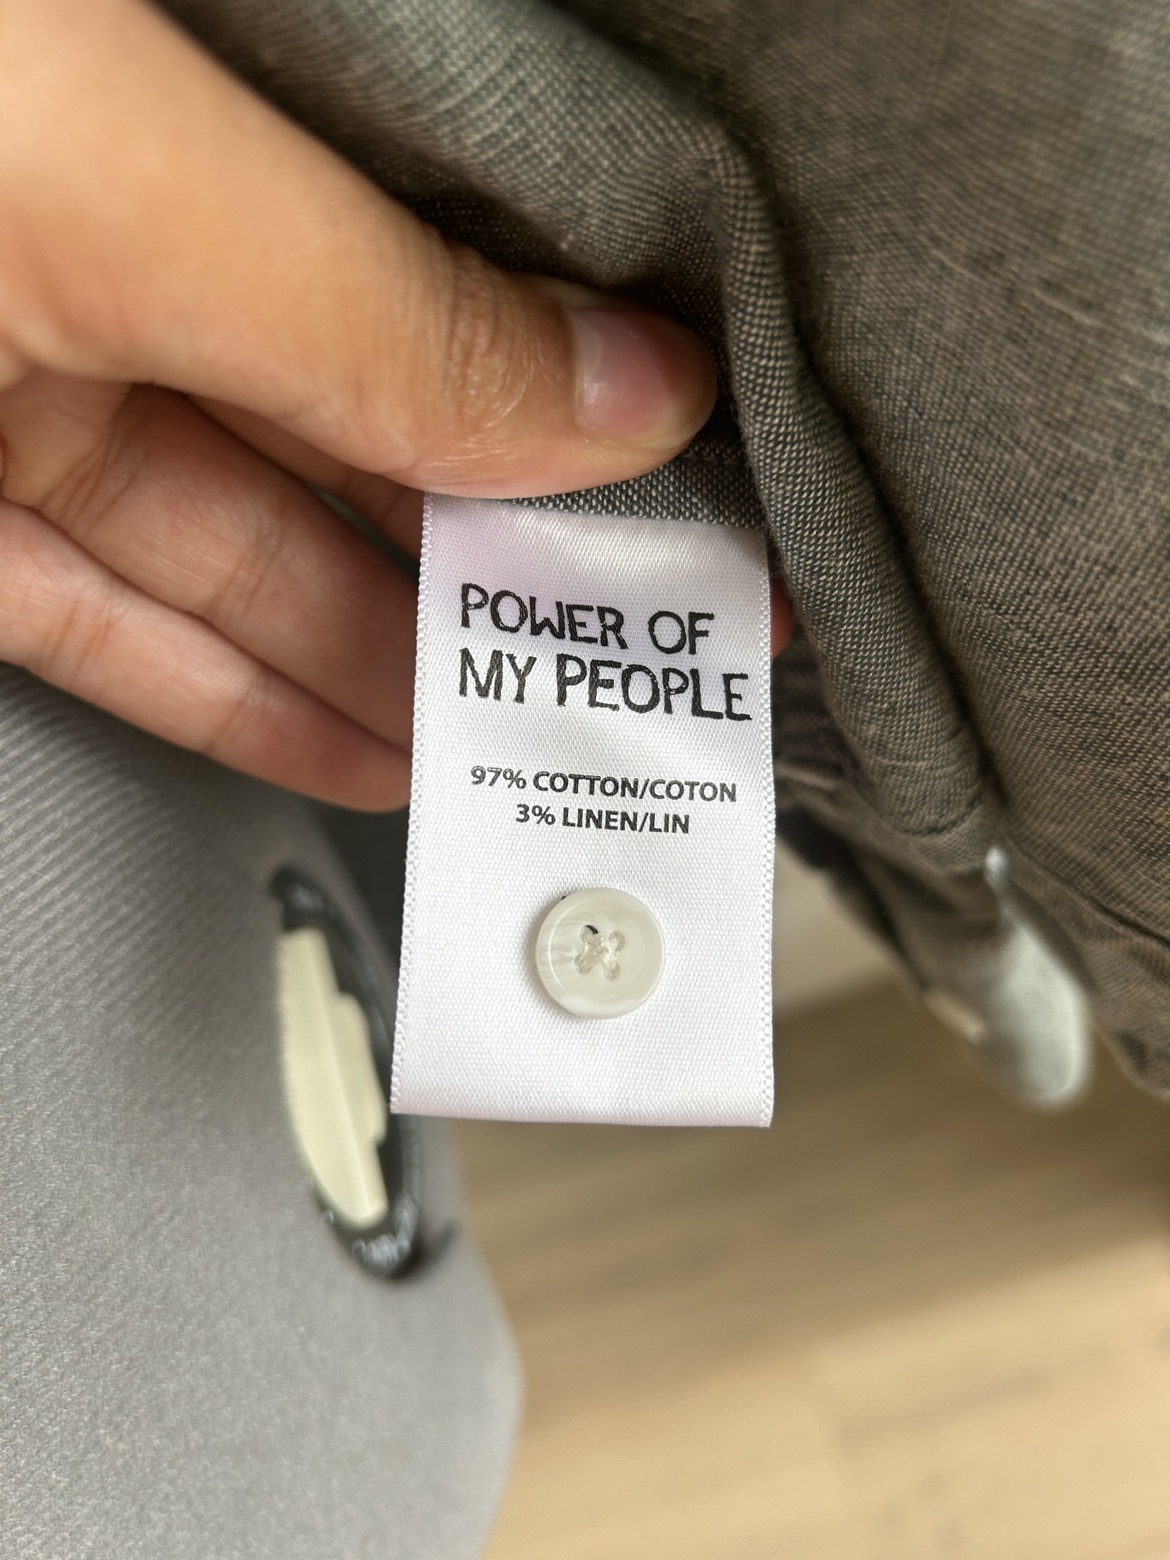 POWER OF
MY PEOPLE
97% COTTON/COTON
3% LINEN/LIN